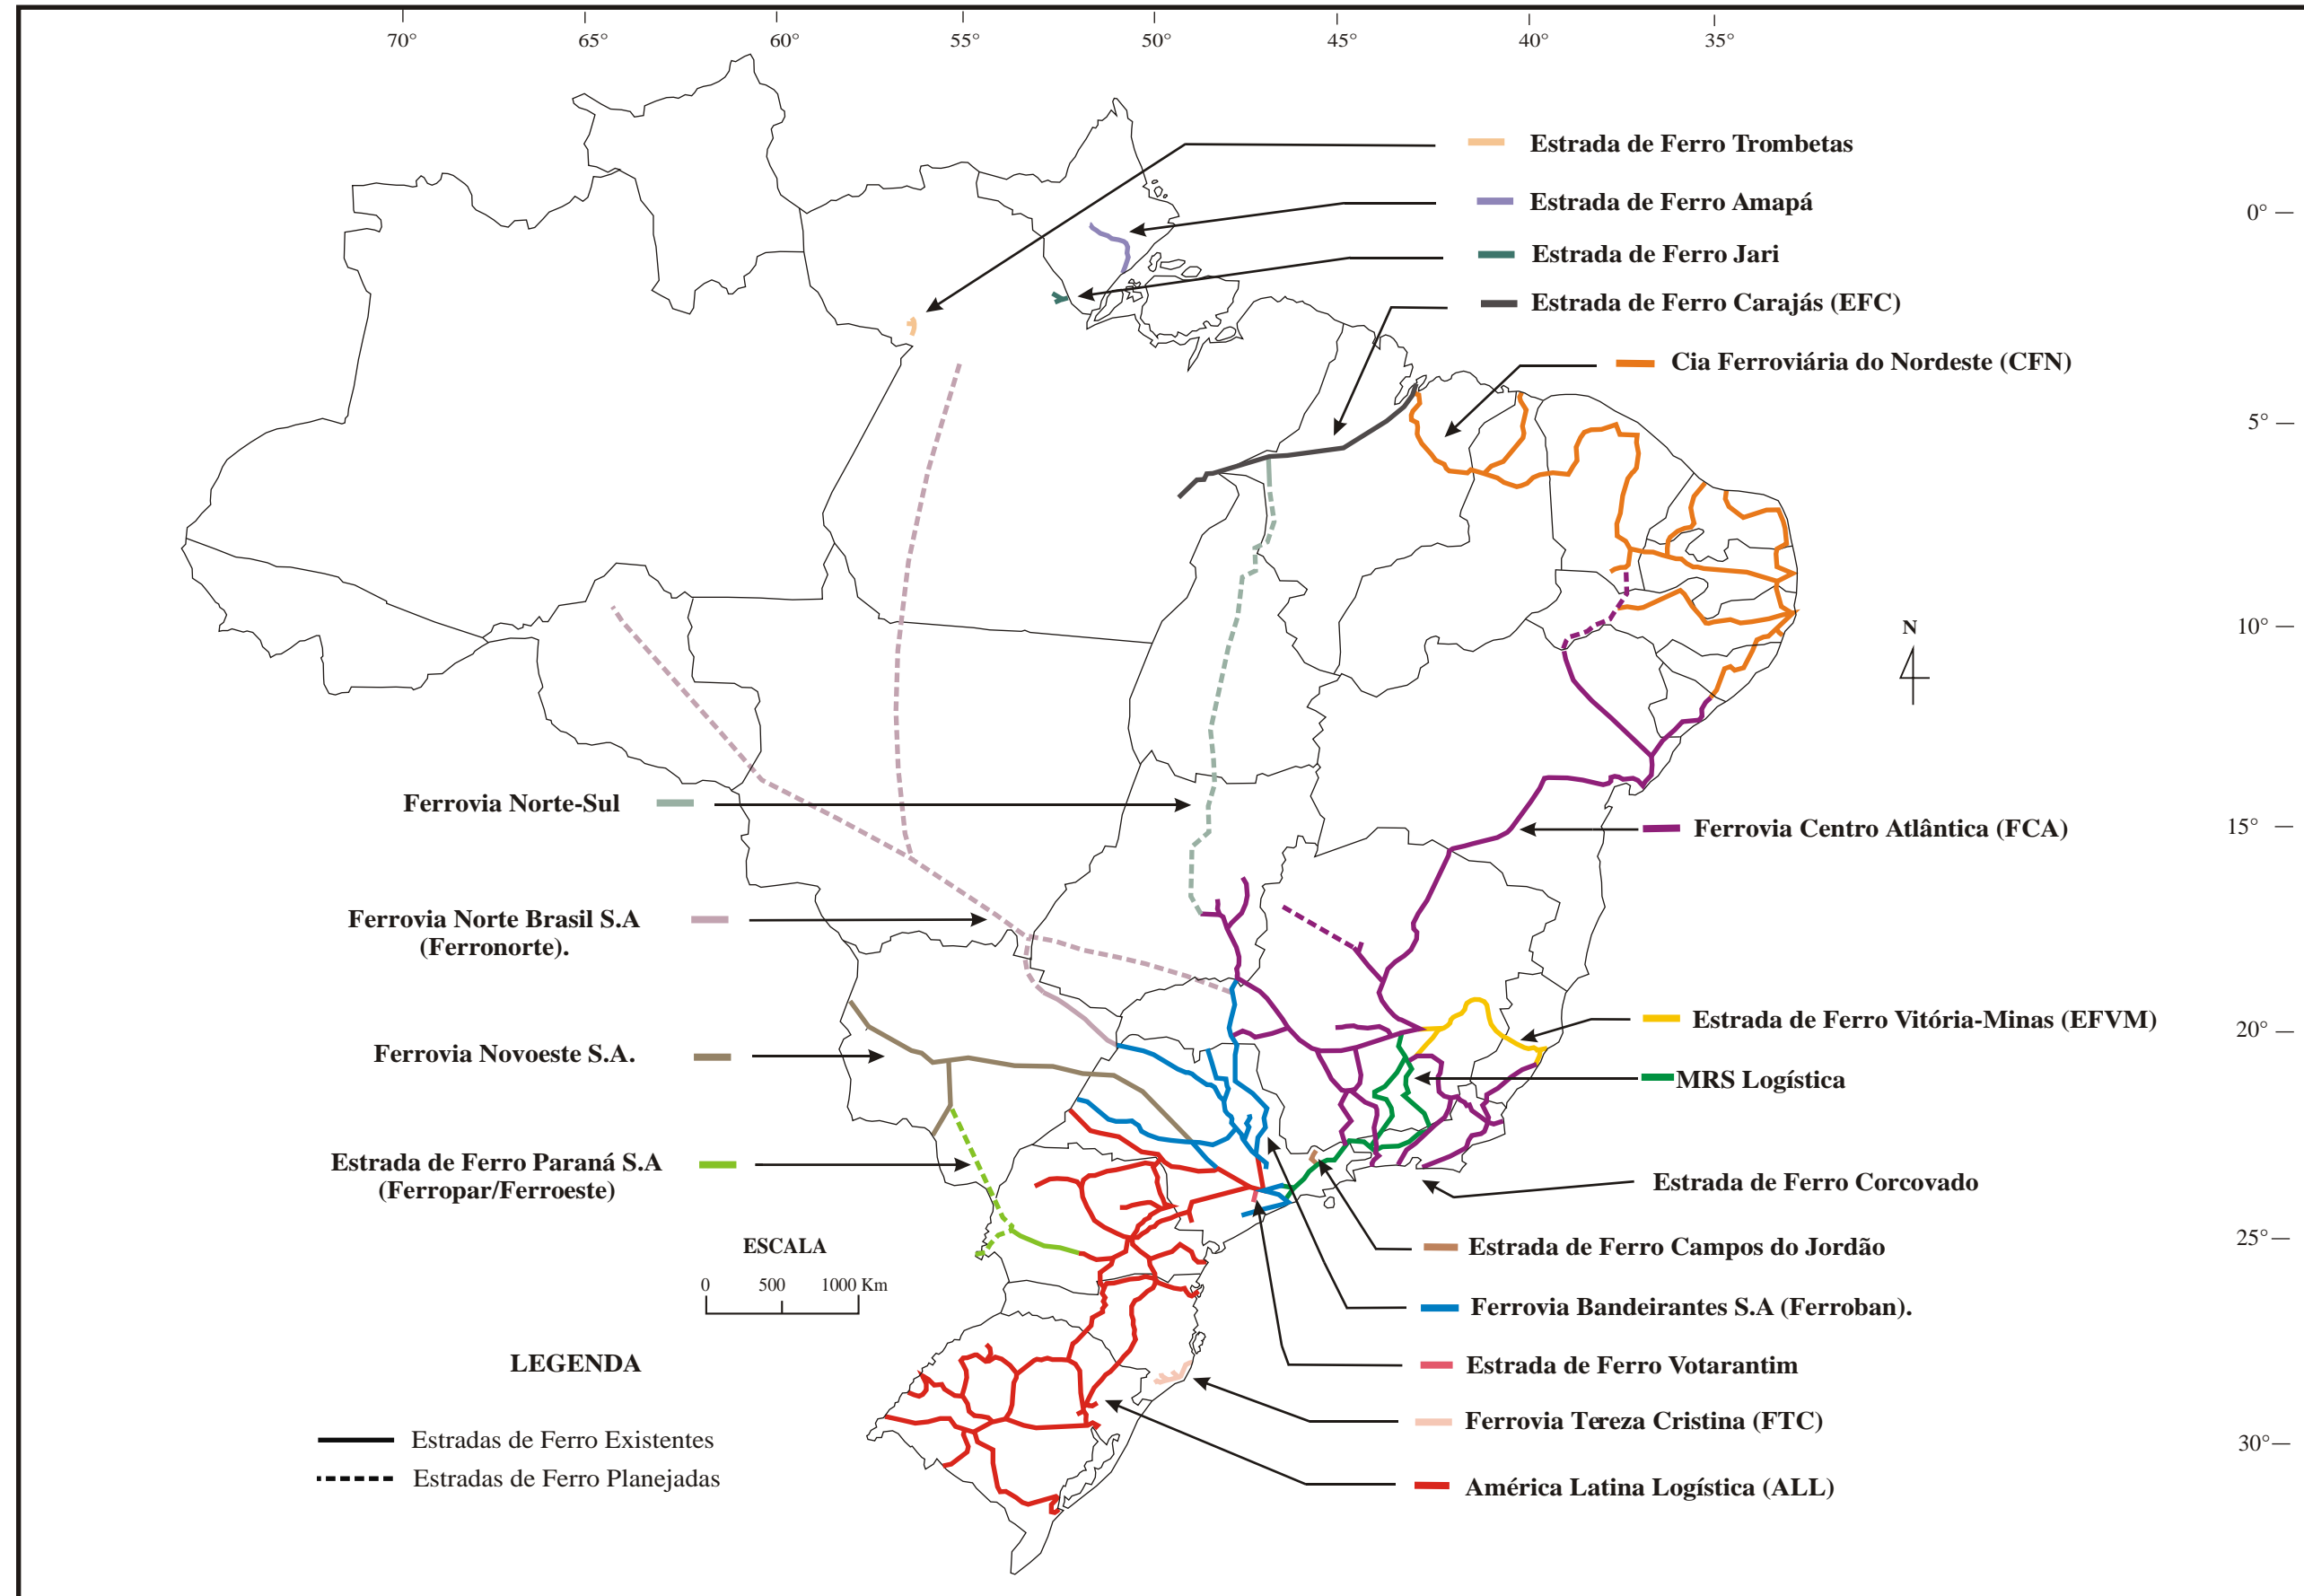 70°
65°
60°
55°
50°
45°
40°
35°
Estrada de Ferro Trombetas
Estrada de Ferro Amapá
0°
Estrada de Ferro Jari
Estrada de Ferro Carajás (EFC)
Cia Ferroviária do Nordeste (CFN)
5°
10°
N
Ferrovia Norte-Sul
15°
Ferrovia Centro Atlântica (FCA)
Ferrovia Norte Brasil S.A
(Ferronorte).
Estrada de Ferro Vitória-Minas (EFVM)
20°
Ferrovia Novoeste S.A.
MRS Logística
Estrada de Ferro Paraná S.A
(Ferropar/Ferroeste)
Estrada de Ferro Corcovado
25°
ESCALA
0
500
1000 Km
Estrada de Ferro Campos do Jordão
Ferrovia Bandeirantes S.A (Ferroban).
LEGENDA
Estrada de Ferro Votarantim
Ferrovia Tereza Cristina (FTC)
Estradas de Ferro Existentes
30°
Estradas de Ferro Planejadas
América Latina Logística (ALL)